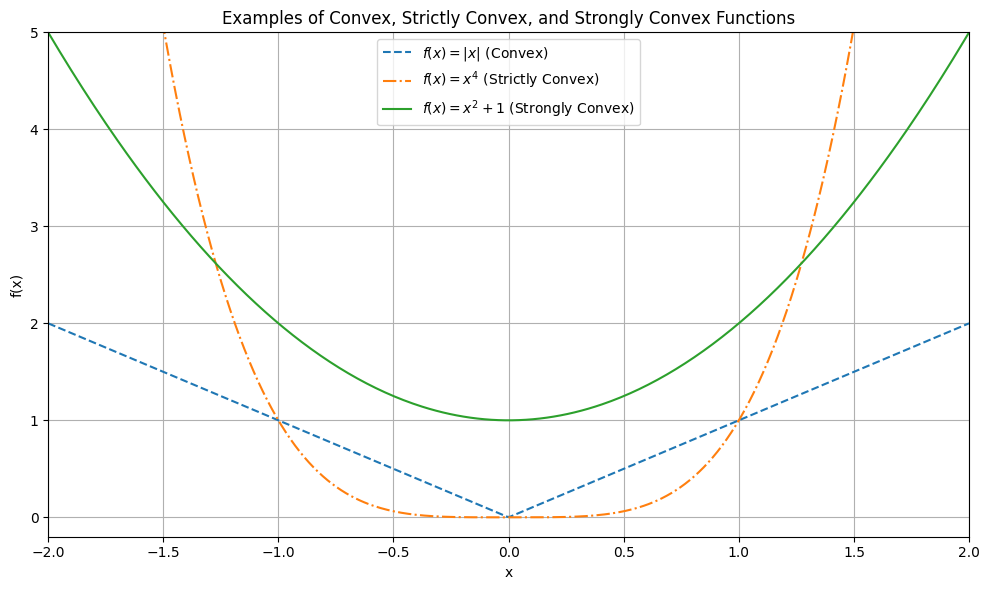 Examples of Convex, Strictly Convex, and Strongly Convex Functions
f(x) = |x| (Convex)
f(x) = x⁴ (Strictly Convex)
f(x) = x² + 1 (Strongly Convex)
f(x)
5
4
3
2
1
0
−2.0 −1.5 −1.0 −0.5 0.0 0.5 1.0 1.5 2.0
x